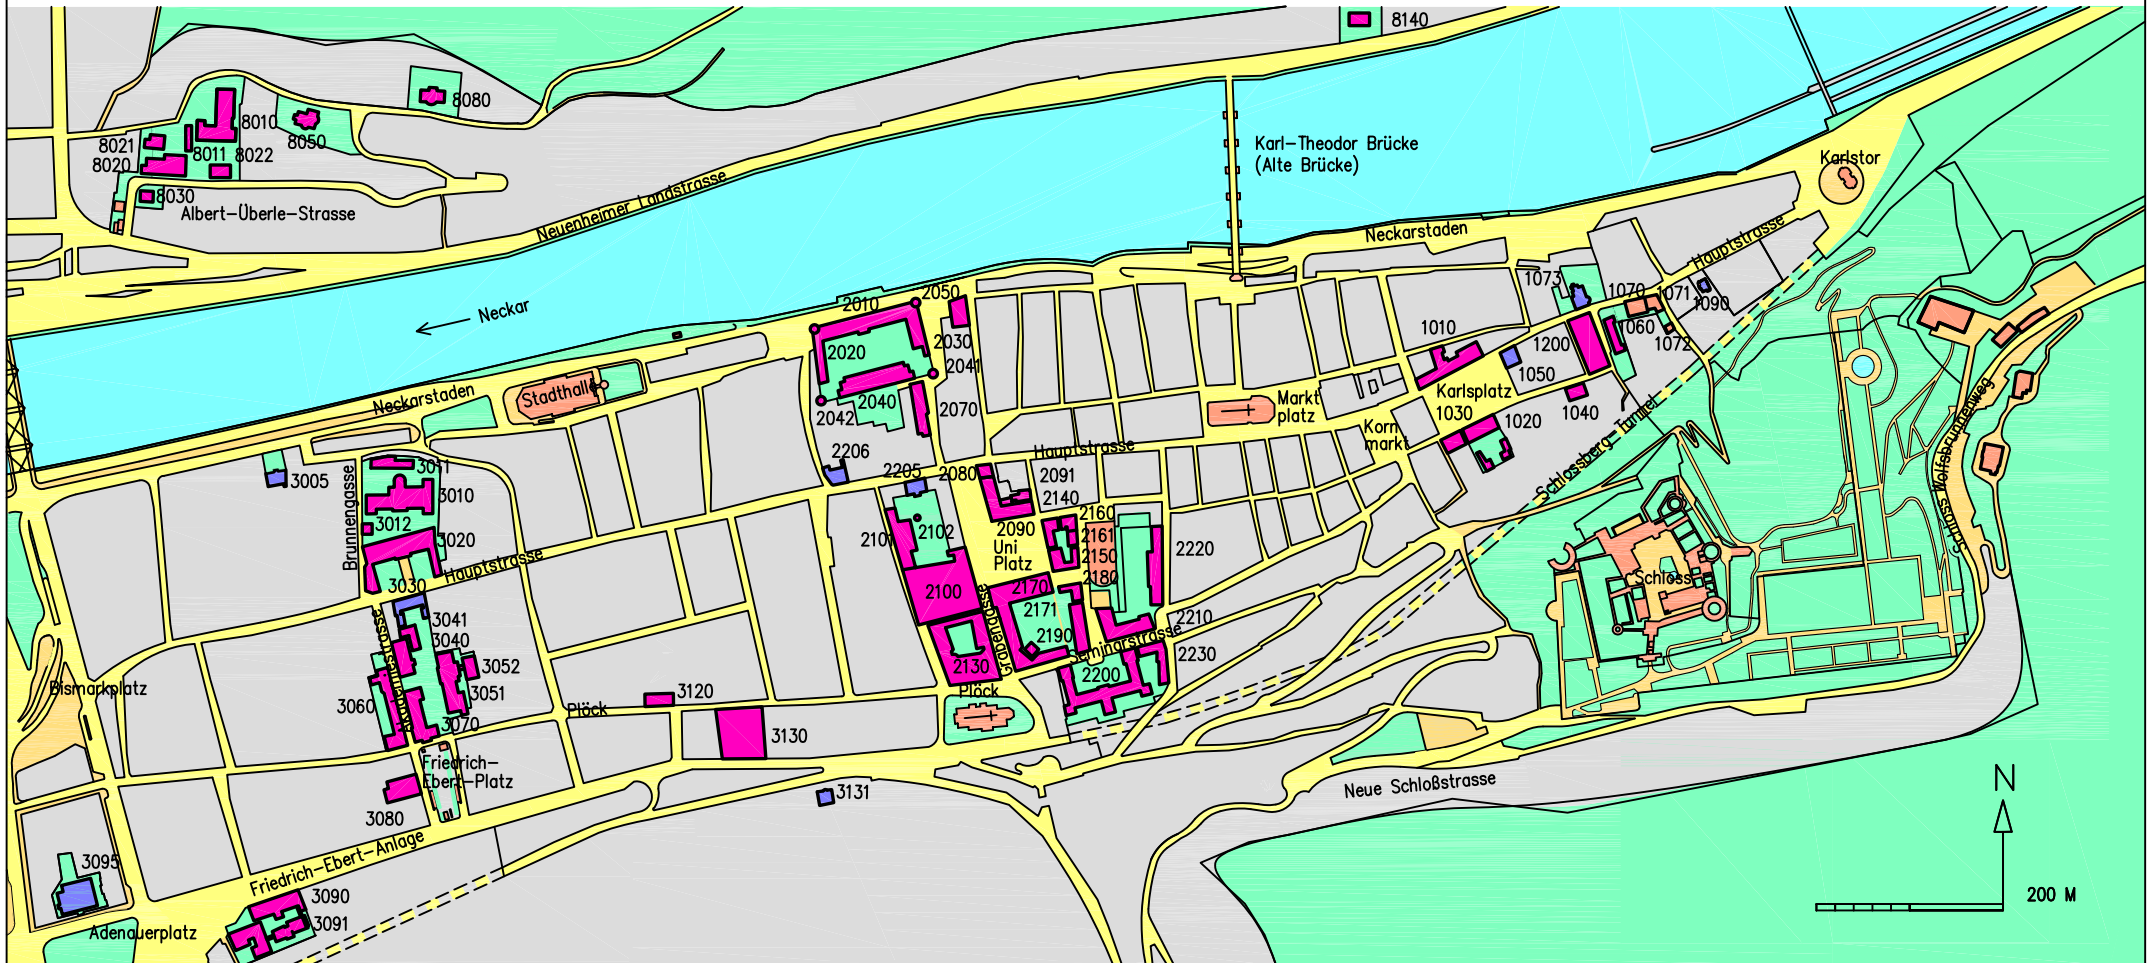 8140
8080
8010
8021
8011
8022
8050
8020
8030
Albert-Überle-Strasse
Neuenheimer Landstrasse
Karl-Theodor Brücke
(Alte Brücke)
Karlstor
Neckarstaden
Hauptstrasse
Neckar
2050
2010
2030
2020
2041
2040
2042
2070
1073
1070
1071
1090
1060
1072
1010
1200
1050
Karlsplatz
1030
1020
1040
Stadthalle
Neckarstaden
Markt
platz
Korn
markt
Schlossberg Tunnel
Schloss Wolfsbrunnenweg
Schloss
2206
2205
2080
Hauptstrasse
2091
2140
2090
Uni
Platz
2160
2161
2150
2180
2220
2101
2102
2100
2170
2171
2190
2130
Grabengasse
Seminarstrasse
2210
2230
2200
3005
Brunnengasse
3011
3010
3012
3020
3030
Hauptstrasse
3041
3040
3052
3051
3060
3070
Akademiestrasse
Bismarkplatz
Plöck
3120
3130
Plöck
3131
Friedrich-
Ebert-Platz
3080
Friedrich-Ebert-Anlage
3095
3090
3091
Adenauerplatz
Neue Schloßstrasse
N
200 M